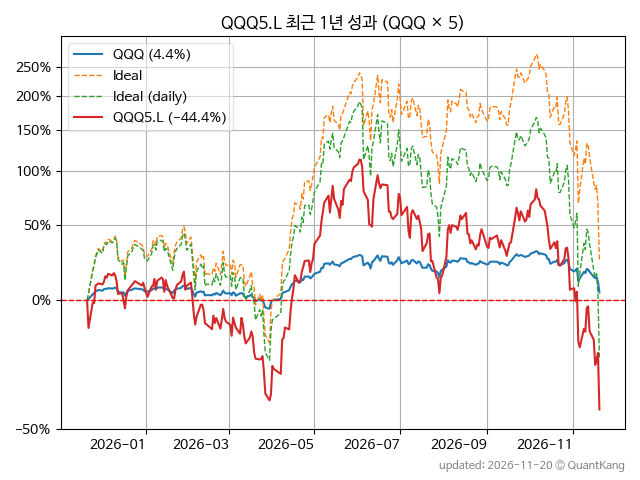 QQQ5.L 최근 1년 성과 (QQQ × 5)
QQQ (4.4%)
Ideal
Ideal (daily)
QQQ5.L (−44.4%)
250%
200%
150%
100%
50%
0%
−50%
2026-01 2026-03 2026-05 2026-07 2026-09 2026-11
updated: 2026-11-20 © QuantKang